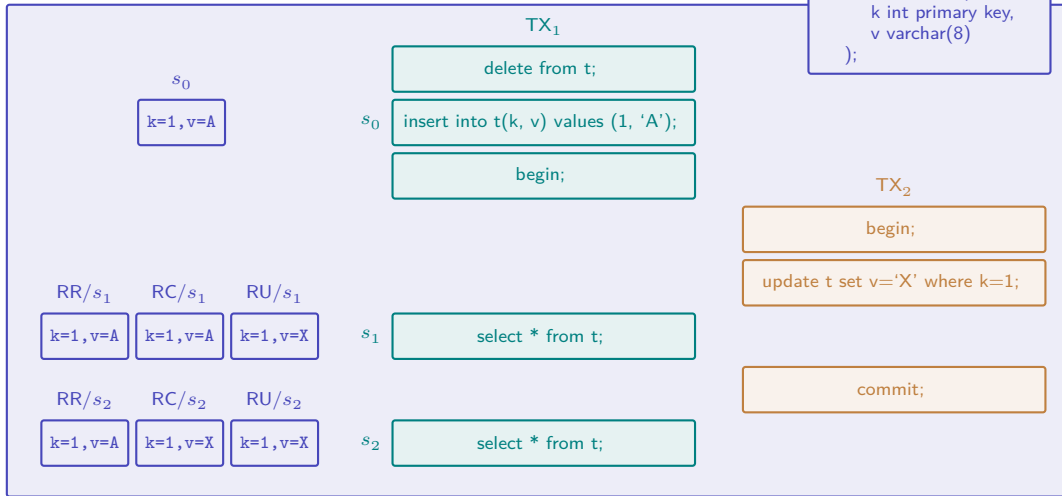 k int primary key,
v varchar(8)
);
TX₁
delete from t;
s₀
k=1,v=A
s₀
insert into t(k, v) values (1, ‘A’);
begin;
TX₂
begin;
update t set v=‘X’ where k=1;
RR/s₁ RC/s₁ RU/s₁
k=1,v=A k=1,v=A k=1,v=X
s₁
select * from t;
commit;
RR/s₂ RC/s₂ RU/s₂
k=1,v=A k=1,v=X k=1,v=X
s₂
select * from t;